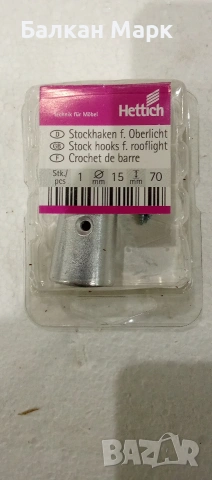 Балкан Марк
Technik für Möbel
Hettich
D Stockhaken f. Oberlicht
GB Stock hooks f. rooflight
F Crochet de barre
Stk./
pcs 1 Ø mm 15 I mm 70
BAZAR